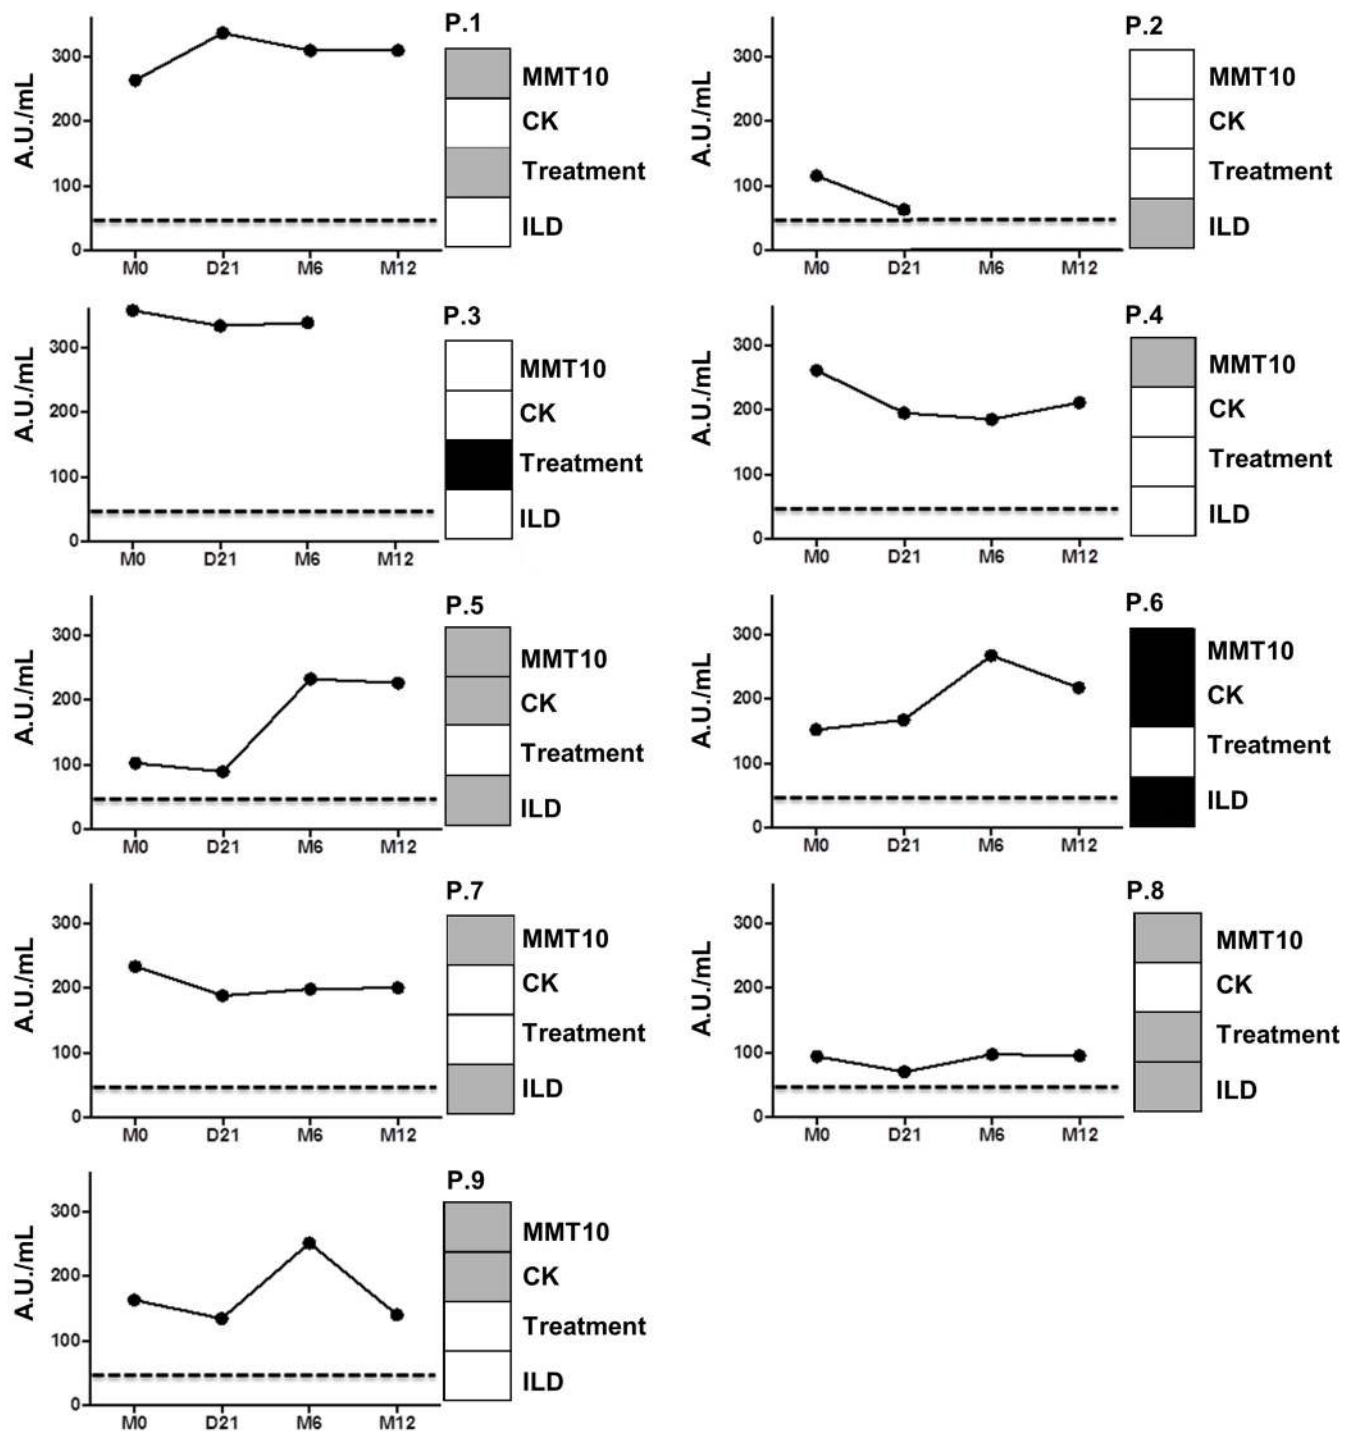 P.1
A.U./mL
300
200
100
0
M0 D21 M6 M12
MMT10
CK
Treatment
ILD
P.2
A.U./mL
300
200
100
0
M0 D21 M6 M12
MMT10
CK
Treatment
ILD
P.3
A.U./mL
300
200
100
0
M0 D21 M6 M12
MMT10
CK
Treatment
ILD
P.4
A.U./mL
300
200
100
0
M0 D21 M6 M12
MMT10
CK
Treatment
ILD
P.5
A.U./mL
300
200
100
0
M0 D21 M6 M12
MMT10
CK
Treatment
ILD
P.6
A.U./mL
300
200
100
0
M0 D21 M6 M12
MMT10
CK
Treatment
ILD
P.7
A.U./mL
300
200
100
0
M0 D21 M6 M12
MMT10
CK
Treatment
ILD
P.8
A.U./mL
300
200
100
0
M0 D21 M6 M12
MMT10
CK
Treatment
ILD
P.9
A.U./mL
300
200
100
0
M0 D21 M6 M12
MMT10
CK
Treatment
ILD